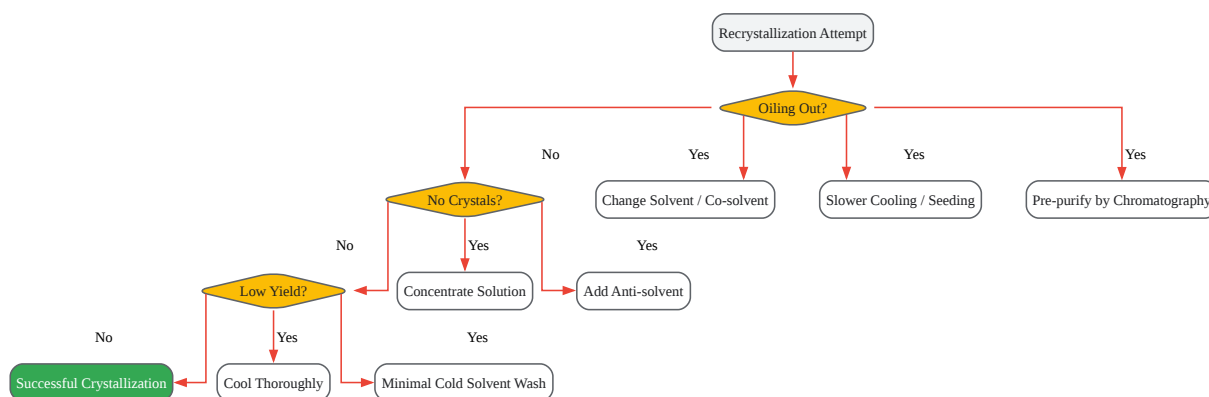 Recrystallization Attempt
Oiling Out?
No
Yes
Yes
Yes
No Crystals?
Change Solvent / Co-solvent
Slower Cooling / Seeding
Pre-purify by Chromatography
No
Yes
Yes
Low Yield?
Concentrate Solution
Add Anti-solvent
No
Yes
Yes
Successful Crystallization
Cool Thoroughly
Minimal Cold Solvent Wash